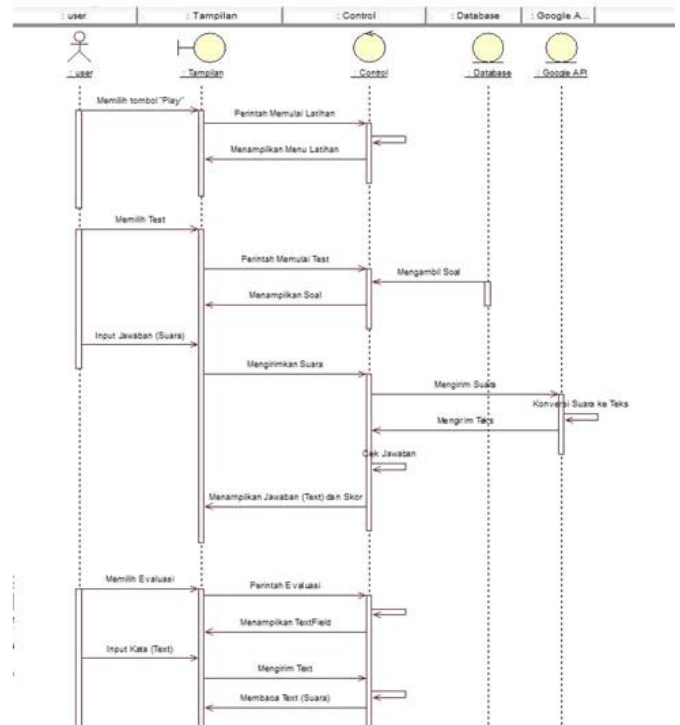 : user
: Tampilan
: Control
: Database
: Google A...
: user
: Tampilan
: Control
: Database
: Google API
Memilih tombol "Play"
Perintah Memulai Latihan
Menampilkan Menu Latihan
Memilih Test
Perintah Memulai Test
Mengambil Soal
Menampilkan Soal
Input Jawaban (Suara)
Mengirimkan Suara
Mengirim Suara
Konversi Suara ke Teks
Mengirim Teks
Cek Jawaban
Menampilkan Jawaban (Text) dan Skor
Memilih Evaluasi
Perintah Evaluasi
Menampilkan TextField
Input Kata (Text)
Mengirim Text
Membaca Text (Suara)